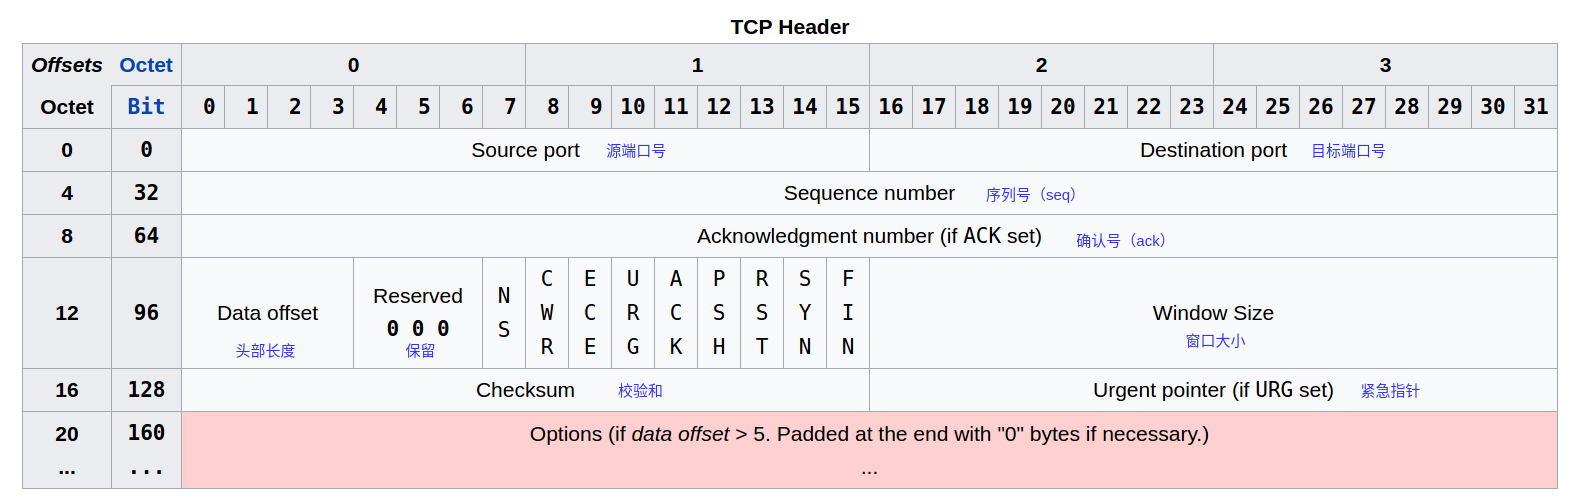 TCP Header
Offsets Octet 0 1 2 3
Octet Bit 0 1 2 3 4 5 6 7 8 9 10 11 12 13 14 15 16 17 18 19 20 21 22 23 24 25 26 27 28 29 30 31
0 0 Source port 源端口号 Destination port 目标端口号
4 32 Sequence number 序列号（seq）
8 64 Acknowledgment number (if ACK set) 确认号（ack）
12 96 Data offset 头部长度 Reserved 0 0 0 保留 NS CWR ECE URG ACK PSH RST SYN FIN Window Size 窗口大小
16 128 Checksum 校验和 Urgent pointer (if URG set) 紧急指针
20 160 Options (if data offset > 5. Padded at the end with "0" bytes if necessary.)
... ... ...